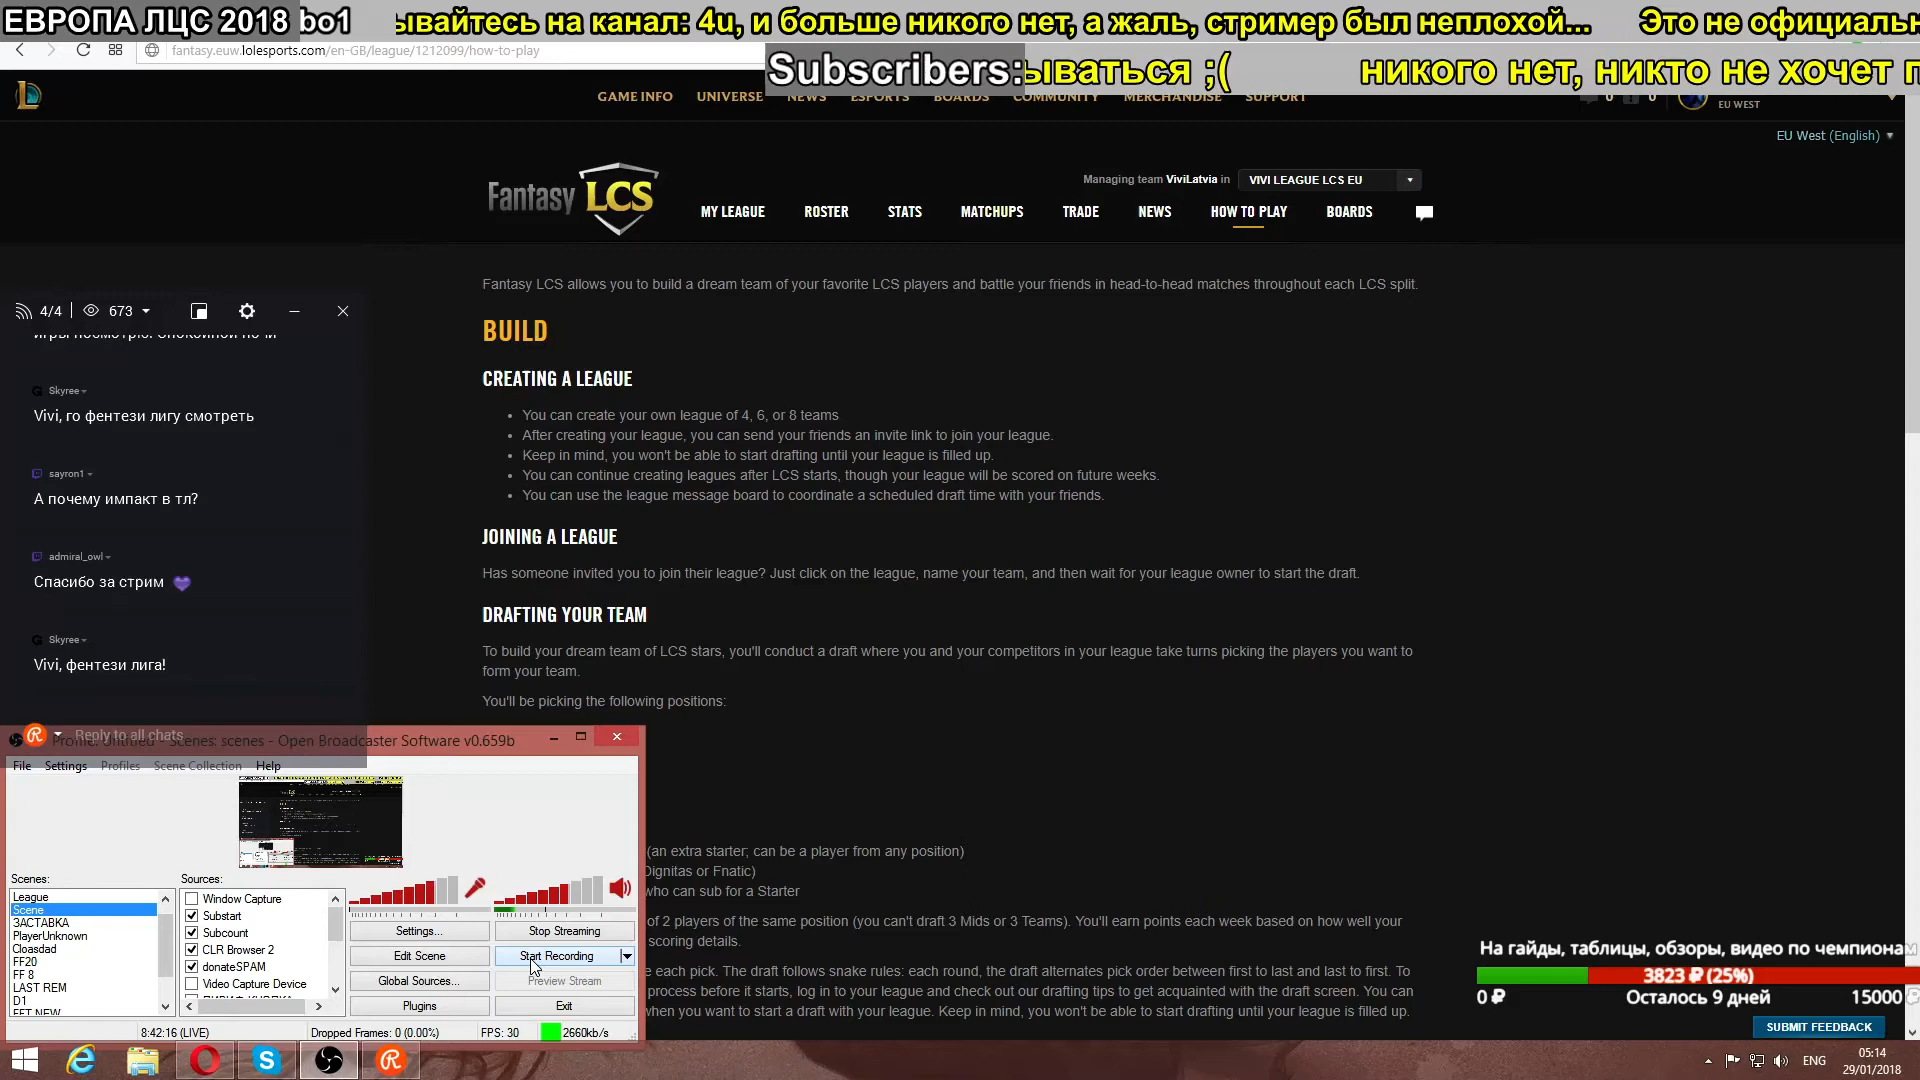 ЕВРОПА ЛЦС 2018 bo1
ывайтесь на канал: 4u, и больше никого нет, а жаль, стример был неплохой... Это не официальн
fantasy.euw.lolesports.com/en-GB/league/1212099/how-to-play
Subscribers: ываться ;( никого нет, никто не хочет п
GAME INFO UNIVERSE NEWS ESPORTS BOARDS COMMUNITY MERCHANDISE SUPPORT
0 0
EU WEST
EU West (English)
Fantasy LCS
Managing team ViviLatvia in VIVI LEAGUE LCS EU
MY LEAGUE ROSTER STATS MATCHUPS TRADE NEWS HOW TO PLAY BOARDS
Fantasy LCS allows you to build a dream team of your favorite LCS players and battle your friends in head-to-head matches throughout each LCS split.
BUILD
CREATING A LEAGUE
You can create your own league of 4, 6, or 8 teams
After creating your league, you can send your friends an invite link to join your league.
Keep in mind, you won't be able to start drafting until your league is filled up.
You can continue creating leagues after LCS starts, though your league will be scored on future weeks.
You can use the league message board to coordinate a scheduled draft time with your friends.
JOINING A LEAGUE
Has someone invited you to join their league? Just click on the league, name your team, and then wait for your league owner to start the draft.
DRAFTING YOUR TEAM
To build your dream team of LCS stars, you'll conduct a draft where you and your competitors in your league take turns picking the players you want to
form your team.
You'll be picking the following positions:
(an extra starter; can be a player from any position)
Dignitas or Fnatic)
who can sub for a Starter
of 2 players of the same position (you can't draft 3 Mids or 3 Teams). You'll earn points each week based on how well your
scoring details.
e each pick. The draft follows snake rules: each round, the draft alternates pick order between first to last and last to first. To
process before it starts, log in to your league and check out our drafting tips to get acquainted with the draft screen. You can
when you want to start a draft with your league. Keep in mind, you won't be able to start drafting until your league is filled up.
4/4 673
игры посмотрю. Спокойной ночи
Skyree
Vivi, го фентези лигу смотреть
sayron1
А почему импакт в тл?
admiral_owl
Спасибо за стрим
Skyree
Vivi, фентези лига!
Reply to all chats
Profile: Untitled - Scenes: scenes - Open Broadcaster Software v0.659b
File Settings Profiles Scene Collection Help
Scenes:
League
Scene
ЗАСТАВКА
PlayerUnknown
Cloasdad
FF20
FF 8
LAST REM
D1
Sources:
Window Capture
Substart
Subcount
CLR Browser 2
donateSPAM
Video Capture Device
Settings... Stop Streaming
Edit Scene Start Recording
Global Sources... Preview Stream
Plugins Exit
8:42:16 (LIVE) Dropped Frames: 0 (0.00%) FPS: 30 2660kb/s
На гайды, таблицы, обзоры, видео по чемпионам
3823 ₽ (25%)
0 ₽ Осталось 9 дней 15000 ₽
SUBMIT FEEDBACK
ENG
05:14
29/01/2018